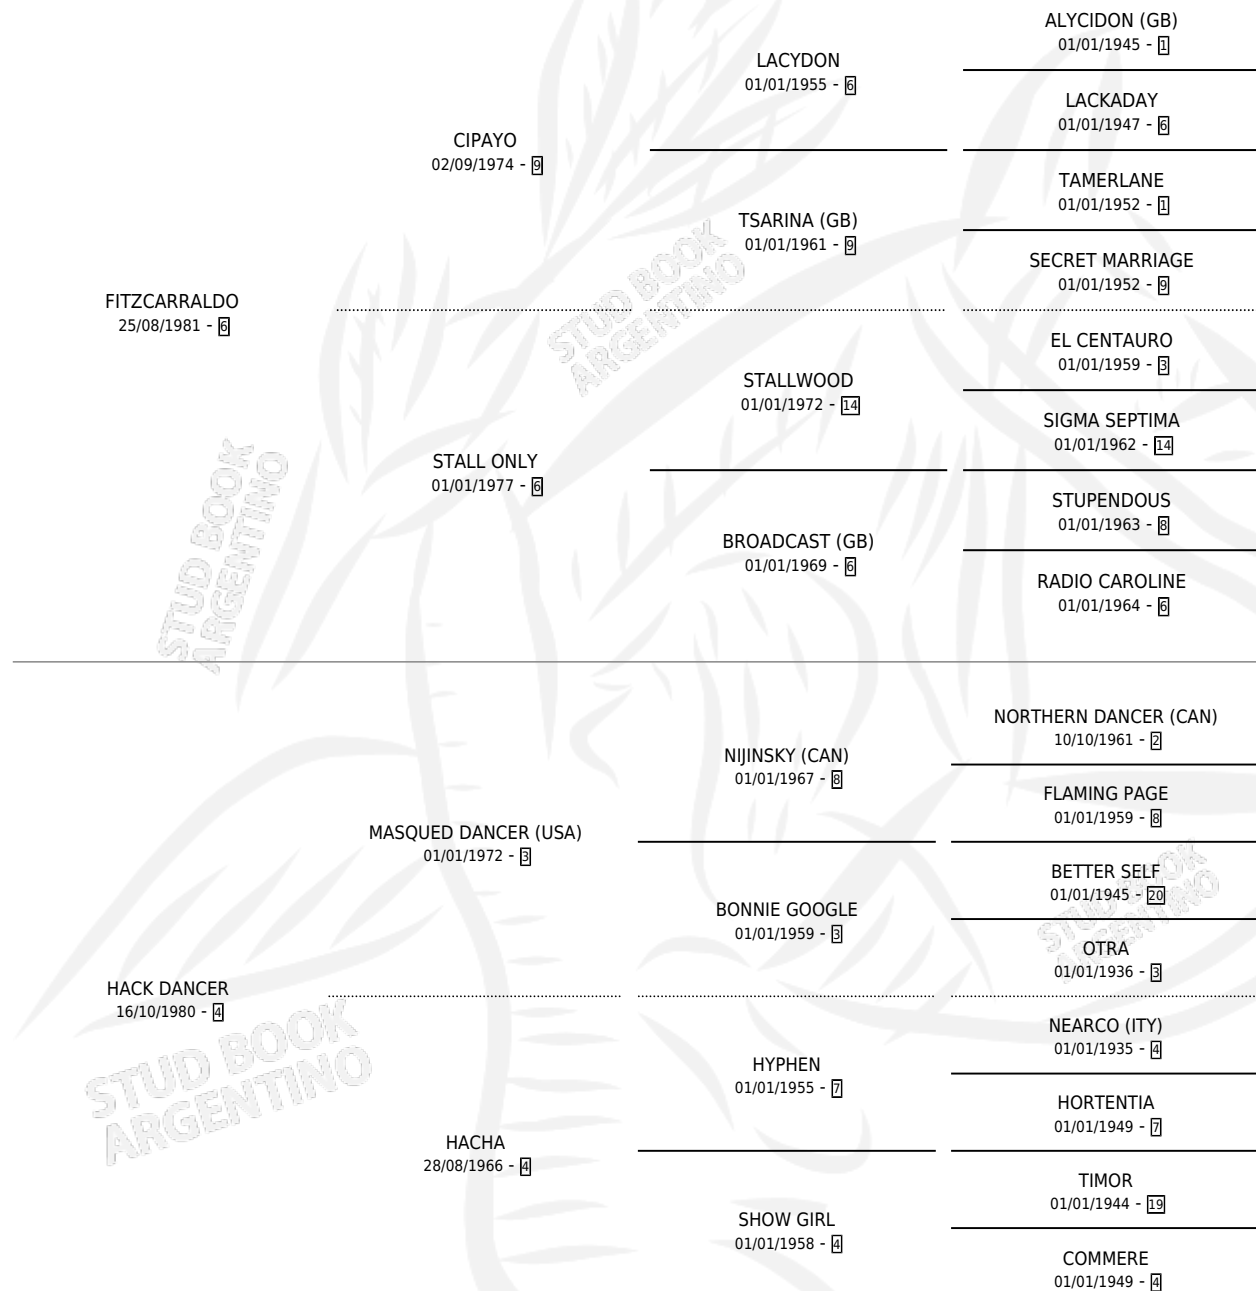 ALYCIDON (GB)
01/01/1945 - 1
LACYDON
01/01/1955 - 6
LACKADAY
01/01/1947 - 6
CIPAYO
02/09/1974 - 9
TAMERLANE
01/01/1952 - 1
TSARINA (GB)
01/01/1961 - 9
SECRET MARRIAGE
01/01/1952 - 9
FITZCARRALDO
25/08/1981 - 6
STUD BOOK
ARGENTINO
EL CENTAURO
01/01/1959 - 3
STALLWOOD
01/01/1972 - 14
SIGMA SEPTIMA
01/01/1962 - 14
STALL ONLY
01/01/1977 - 6
STUPENDOUS
01/01/1963 - 8
BROADCAST (GB)
01/01/1969 - 6
RADIO CAROLINE
01/01/1964 - 6
STUD BOOK
ARGENTINO
NORTHERN DANCER (CAN)
10/10/1961 - 2
NIJINSKY (CAN)
01/01/1967 - 8
FLAMING PAGE
01/01/1959 - 8
MASQUED DANCER (USA)
01/01/1972 - 3
BETTER SELF
01/01/1945 - 20
BONNIE GOOGLE
01/01/1959 - 3
STUD BOOK
ARGENTINO
OTRA
01/01/1936 - 3
HACK DANCER
16/10/1980 - 4
STUD BOOK
ARGENTINO
NEARCO (ITY)
01/01/1935 - 4
HYPHEN
01/01/1955 - 7
HORTENTIA
01/01/1949 - 7
HACHA
28/08/1966 - 4
TIMOR
01/01/1944 - 19
SHOW GIRL
01/01/1958 - 4
COMMERE
01/01/1949 - 4